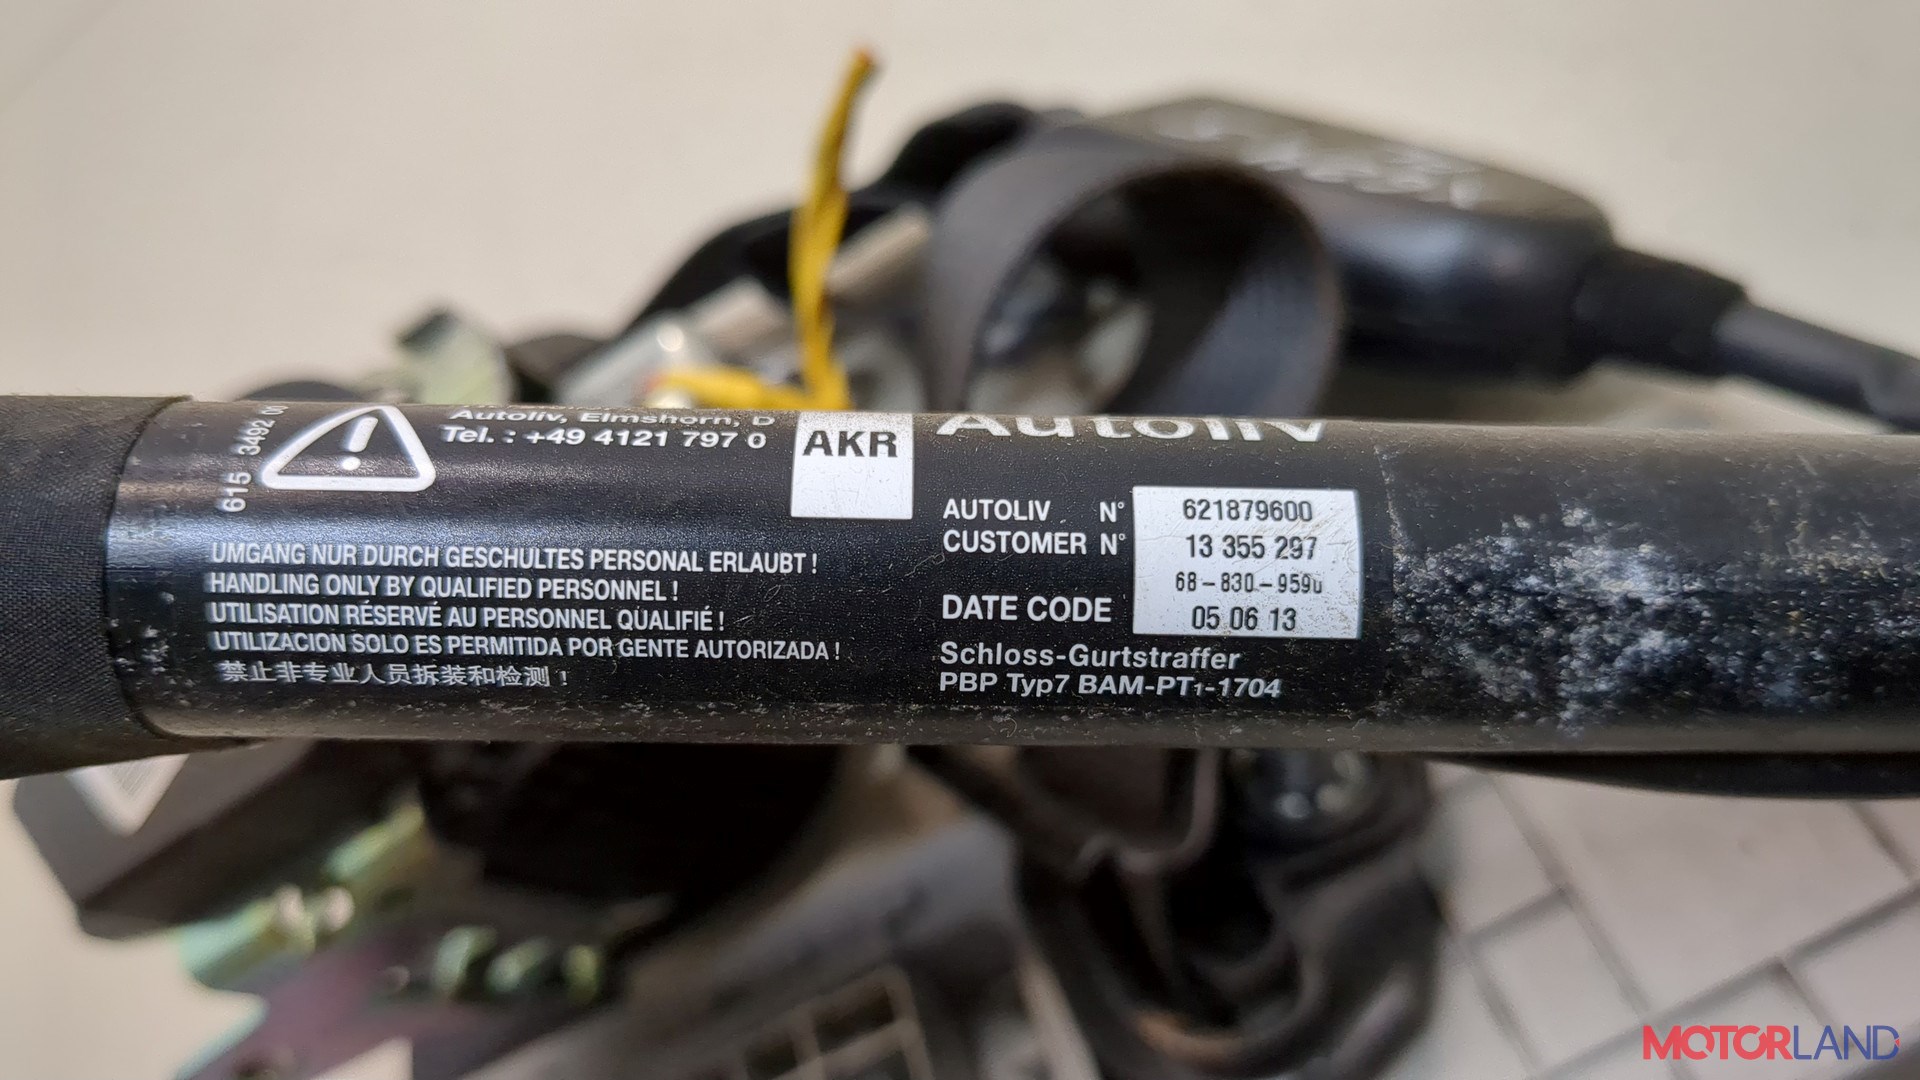 615 3492 00
Autoliv, Elmshorn, D
Tel. : +49 4121 797 0
AKR
UMGANG NUR DURCH GESCHULTES PERSONAL ERLAUBT !
HANDLING ONLY BY QUALIFIED PERSONNEL !
UTILISATION RÉSERVÉ AU PERSONNEL QUALIFIÉ !
UTILIZACION SOLO ES PERMITIDA POR GENTE AUTORIZADA !
禁止非专业人员拆装和检测 !
Autoliv
AUTOLIV N° 621879600
CUSTOMER N° 13 355 297
68-830-9590
DATE CODE 05 06 13
Schloss-Gurtstraffer
PBP Typ7 BAM-PT1-1704
MOTORLAND